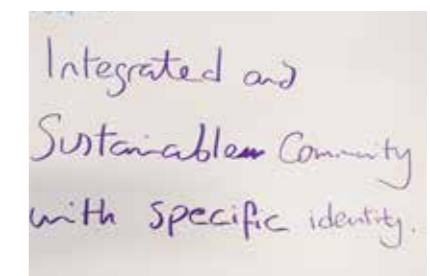 Integrated and
Sustainable Community
with specific identity.